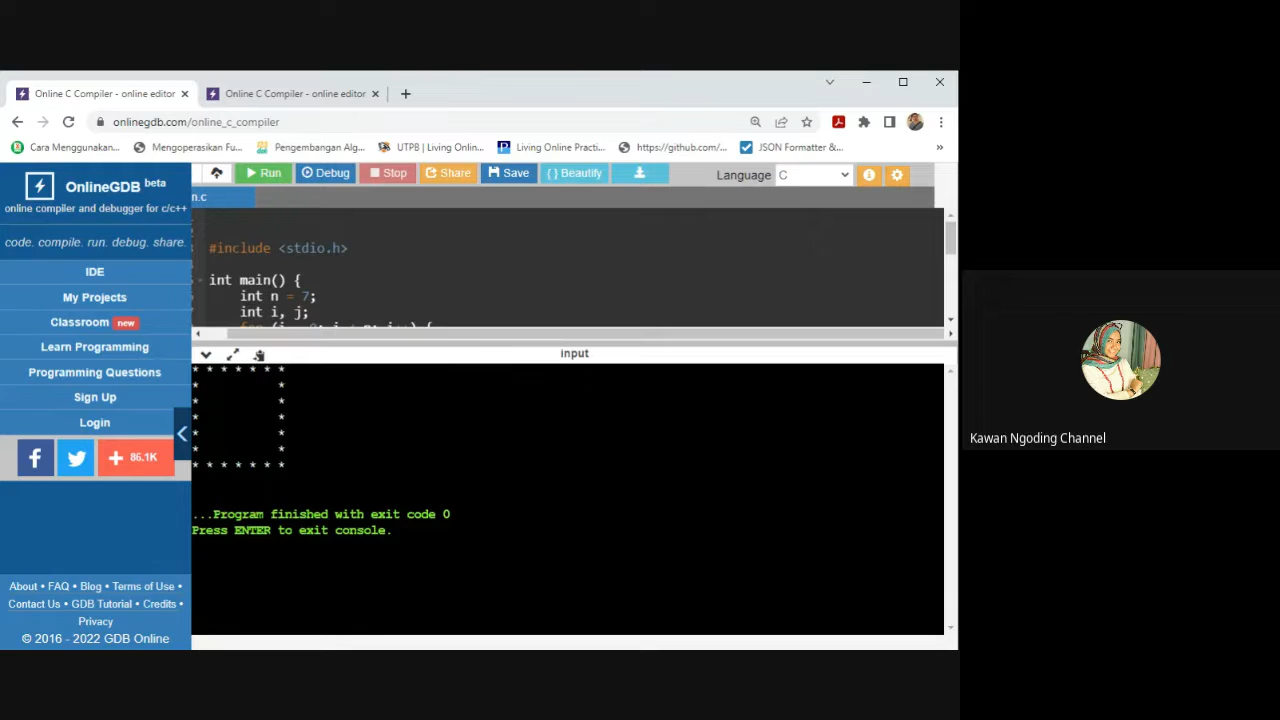 Online C Compiler - online editor
Online C Compiler - online editor
onlinegdb.com/online_c_compiler
Cara Menggunakan...
Mengoperasikan Fu...
Pengembangan Alg...
UTPB | Living Onlin...
Living Online Practi...
https://github.com/...
JSON Formatter &...
OnlineGDB beta
online compiler and debugger for c/c++
code. compile. run. debug. share.
IDE
My Projects
Classroom new
Learn Programming
Programming Questions
Sign Up
Login
86.1K
About • FAQ • Blog • Terms of Use •
Contact Us • GDB Tutorial • Credits •
Privacy
© 2016 - 2022 GDB Online
Run
Debug
Stop
Share
Save
{ } Beautify
Language
C
n.c
#include <stdio.h>
int main() {
int n = 7;
int i, j;
input
* * * * * * *
*           *
*           *
*           *
*           *
*           *
* * * * * * *
...Program finished with exit code 0
Press ENTER to exit console.
Kawan Ngoding Channel